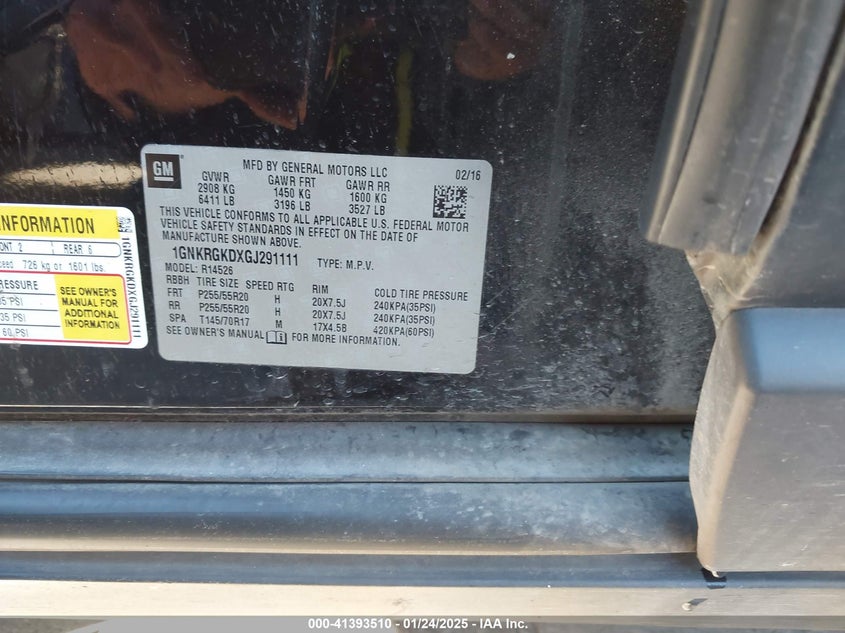 GM
MFD BY GENERAL MOTORS LLC 02/16
GVWR GAWR FRT GAWR RR
2908 KG 1450 KG 1600 KG
6411 LB 3196 LB 3527 LB
THIS VEHICLE CONFORMS TO ALL APPLICABLE U.S. FEDERAL MOTOR
VEHICLE SAFETY STANDARDS IN EFFECT ON THE DATE OF
MANUFACTURE SHOWN ABOVE.
1GNKRGKDXGJ291111 TYPE: M.P.V.
MODEL: R14526
RBBH TIRE SIZE SPEED RTG RIM COLD TIRE PRESSURE
FRT P255/55R20 H 20X7.5J 240KPA(35PSI)
RR P255/55R20 H 20X7.5J 240KPA(35PSI)
SPA T145/70R17 M 17X4.5B 420KPA(60PSI)
SEE OWNER'S MANUAL FOR MORE INFORMATION.
INFORMATION
2 REAR 6
726 kg or 1601 lbs.
PRESSURE
35 PSI
60 PSI
SEE OWNER'S
MANUAL FOR
ADDITIONAL
INFORMATION
1GNKRGKDXGJ291111
000-41393510 - 01/24/2025 - IAA Inc.